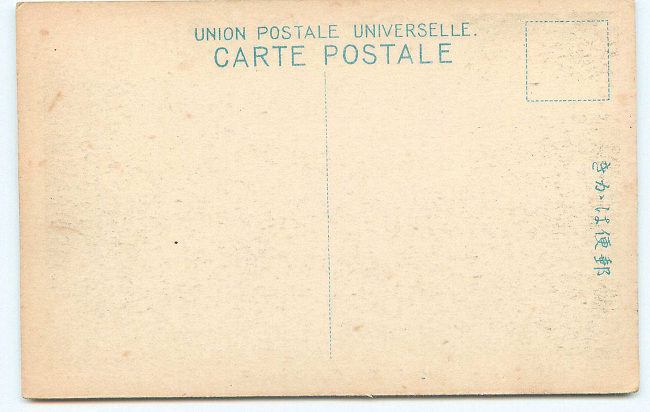 UNION POSTALE UNIVERSELLE.
CARTE POSTALE
きかは便郵